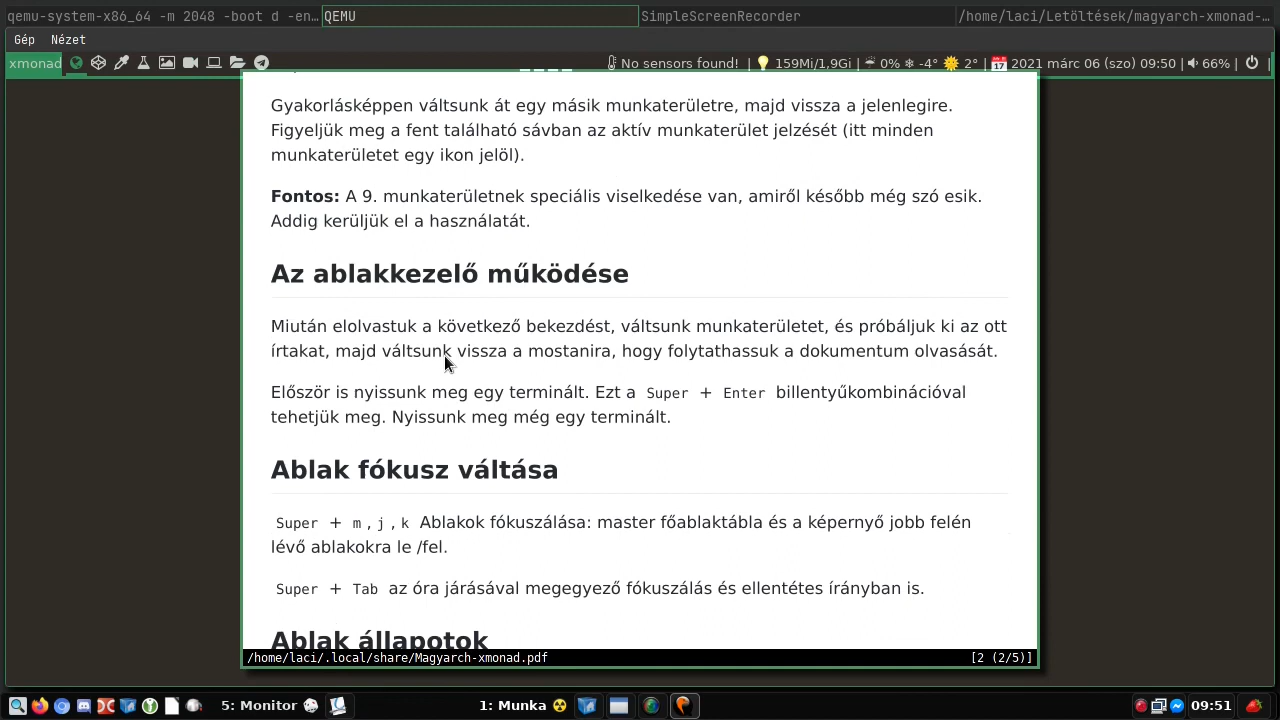 qemu-system-x86_64 -m 2048 -boot d -en… QEMU SimpleScreenRecorder /home/laci/Letöltések/magyarch-xmonad-…
Gép Nézet
xmonad No sensors found! | 159Mi/1,9Gi | 0% -4° 2° | 2021 márc 06 (szo) 09:50 | 66% | |
Gyakorlásképpen váltsunk át egy másik munkaterületre, majd vissza a jelenlegire.
Figyeljük meg a fent található sávban az aktív munkaterület jelzését (itt minden
munkaterületet egy ikon jelöl).
Fontos: A 9. munkaterületnek speciális viselkedése van, amiről később még szó esik.
Addig kerüljük el a használatát.
Az ablakkezelő működése
Miután elolvastuk a következő bekezdést, váltsunk munkaterületet, és próbáljuk ki az ott
írtakat, majd váltsunk vissza a mostanira, hogy folytathassuk a dokumentum olvasását.
Először is nyissunk meg egy terminált. Ezt a Super + Enter billentyűkombinációval
tehetjük meg. Nyissunk meg még egy terminált.
Ablak fókusz váltása
Super + m , j , k Ablakok fókuszálása: master főablaktábla és a képernyő jobb felén
lévő ablakokra le /fel.
Super + Tab az óra járásával megegyező fókuszálás és ellentétes írányban is.
Ablak állapotok
/home/laci/.local/share/Magyarch-xmonad.pdf [2 (2/5)]
5: Monitor 1: Munka 09:51